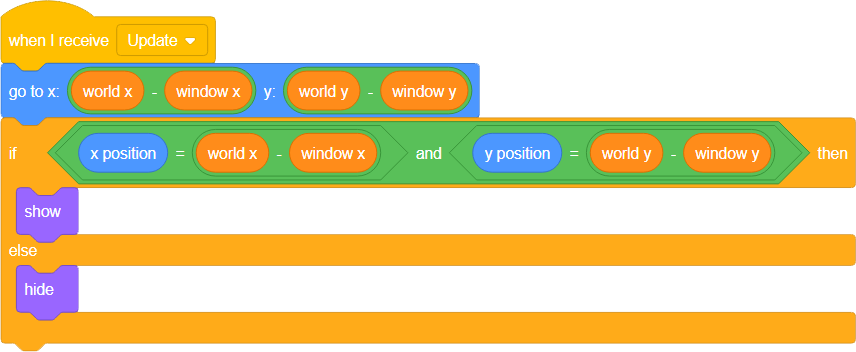 when I receive Update
go to x: world x - window x y: world y - window y
if x position = world x - window x and y position = world y - window y then
show
else
hide